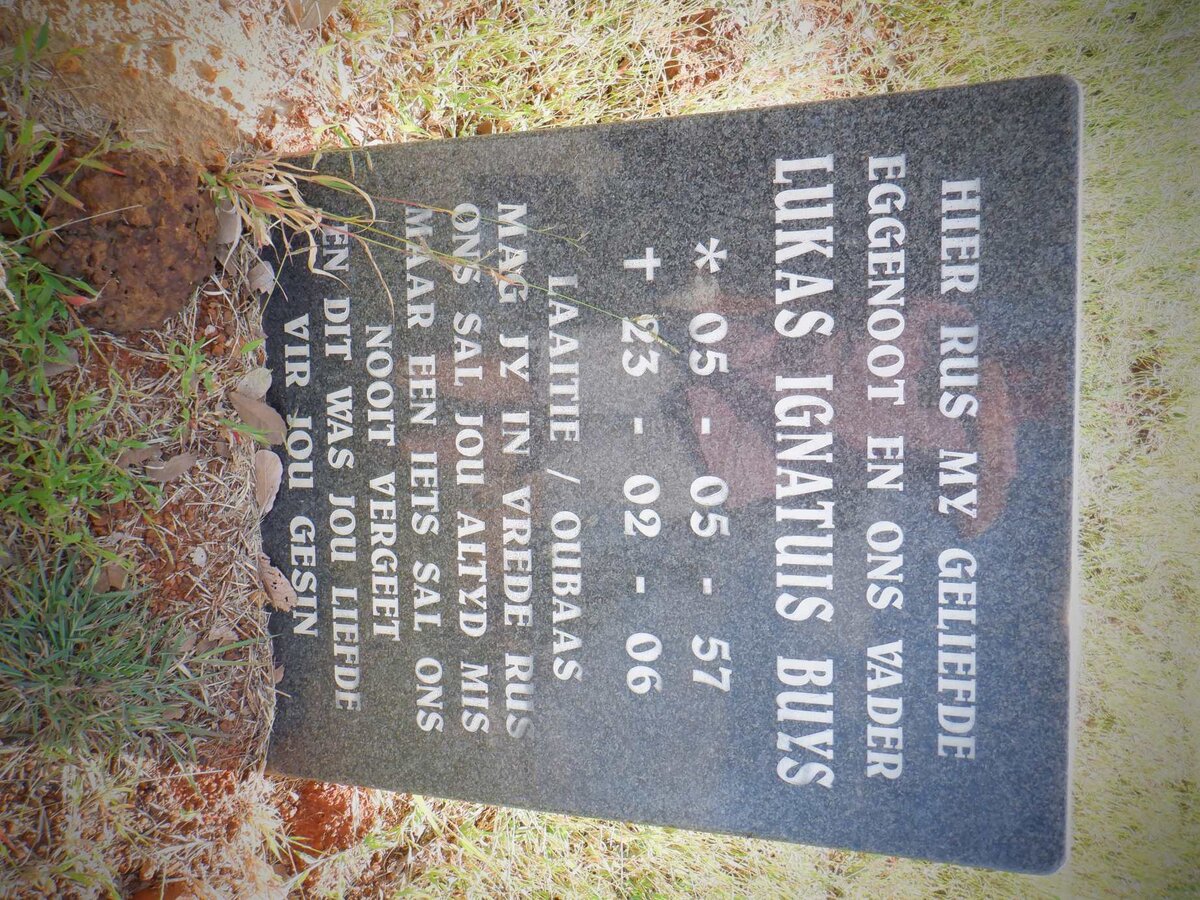 HIER RUS MY GELIEFDE
EGGENOOT EN ONS VADER
LUKAS IGNATUIS BUYS
* 05 - 05 - 57
✝ 23 - 02 - 06
LAAITIE / OUBAAS
MAG JY IN VREDE RUS
ONS SAL JOU ALTYD MIS
MAAR EEN IETS SAL ONS
NOOIT VERGEET
EN DIT WAS JOU LIEFDE
VIR JOU GESIN